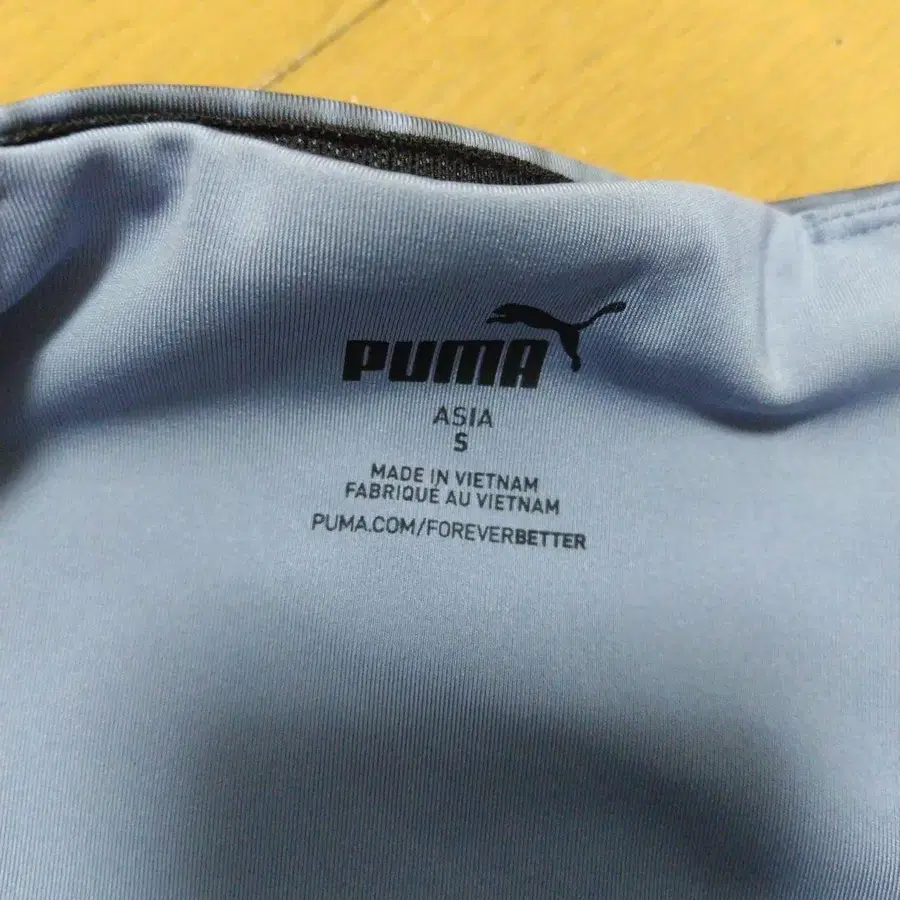 PUMA
ASIA
S
MADE IN VIETNAM
FABRIQUE AU VIETNAM
PUMA.COM/FOREVERBETTER